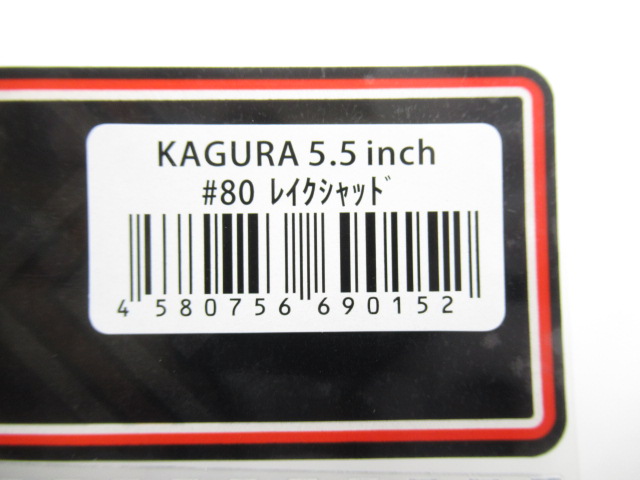 KAGURA 5.5 inch
#80 ﾚｲｸｼｬｯﾄﾞ
4 580756 690152